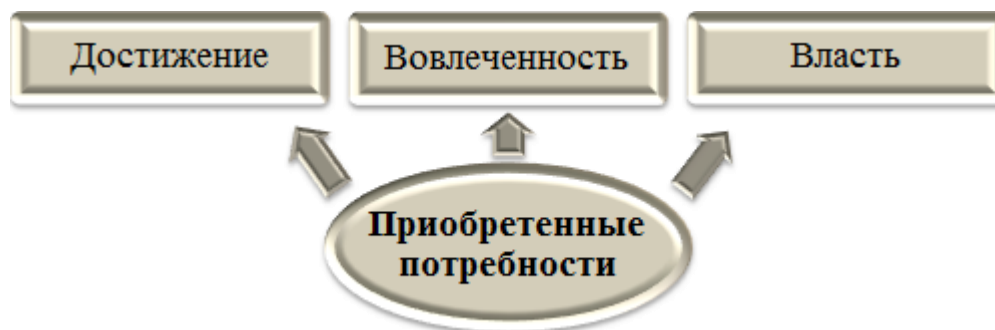 Достижение
Вовлеченность
Власть
Приобретенные
потребности